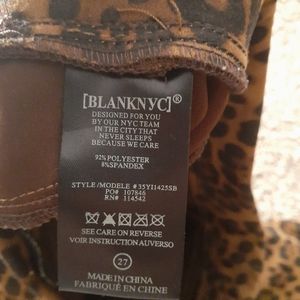 [BLANKNYC]®
DESIGNED FOR YOU
BY OUR NYC TEAM
IN THE CITY THAT
NEVER SLEEPS
BECAUSE WE CARE
92% POLYESTER
8%SPANDEX
STYLE/MODELE #35YI1425SB
PO# 107846
RN# 114542
SEE CARE ON REVERSE
VOIR INSTRUCTION AUVERSO
27
MADE IN CHINA
FABRIQUÉ EN CHINE